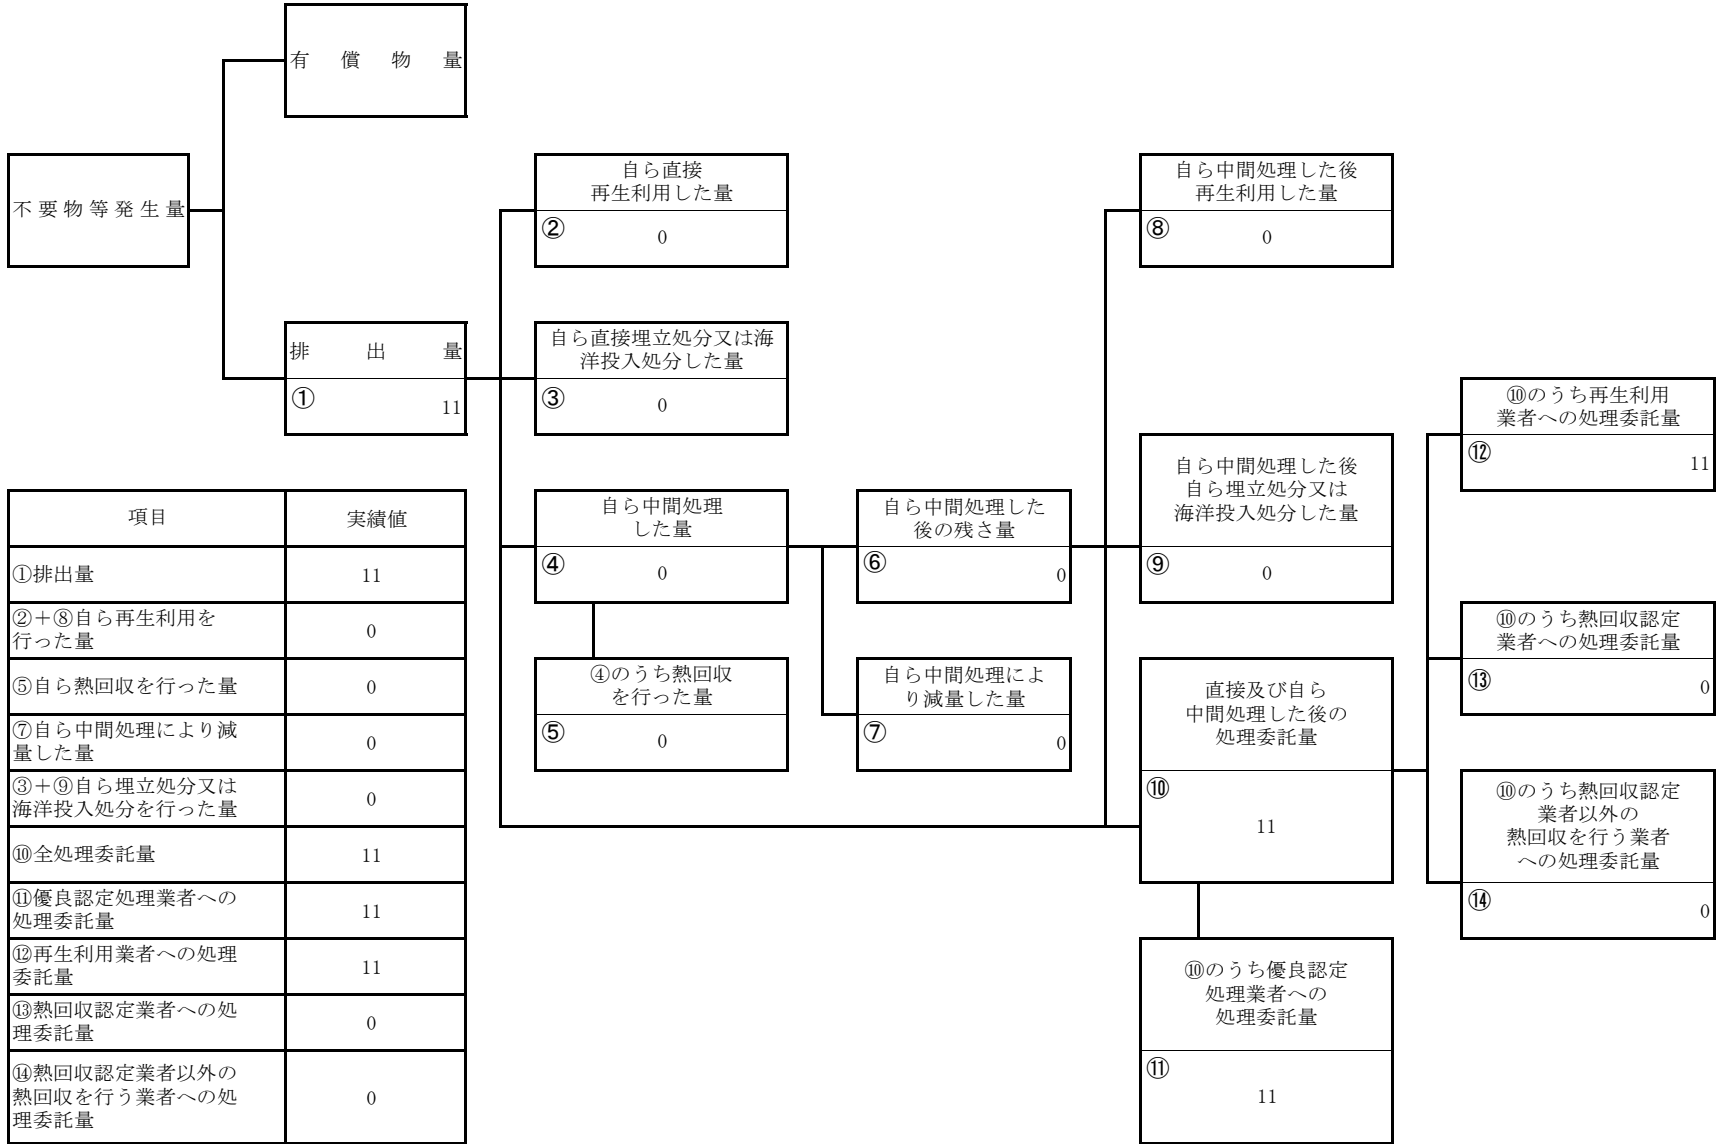 有償物量
不要物等発生量
排出量
①
11
自ら直接
再生利用した量
②
0
自ら直接埋立処分又は海
洋投入処分した量
③
0
自ら中間処理
した量
④
0
④のうち熱回収
を行った量
⑤
0
自ら中間処理した
後の残さ量
⑥
0
自ら中間処理によ
り減量した量
⑦
0
自ら中間処理した後
再生利用した量
⑧
0
自ら中間処理した後
自ら埋立処分又は
海洋投入処分した量
⑨
0
直接及び自ら
中間処理した後の
処理委託量
⑩
11
⑩のうち優良認定
処理業者への
処理委託量
⑪
11
⑩のうち再生利用
業者への処理委託量
⑫
11
⑩のうち熱回収認定
業者への処理委託量
⑬
0
⑩のうち熱回収認定
業者以外の
熱回収を行う業者
への処理委託量
⑭
0
項目 実績値
①排出量 11
②＋⑧自ら再生利用を
行った量 0
⑤自ら熱回収を行った量 0
⑦自ら中間処理により減
量した量 0
③＋⑨自ら埋立処分又は
海洋投入処分を行った量 0
⑩全処理委託量 11
⑪優良認定処理業者への
処理委託量 11
⑫再生利用業者への処理
委託量 11
⑬熱回収認定業者への処
理委託量 0
⑭熱回収認定業者以外の
熱回収を行う業者への処 0
理委託量